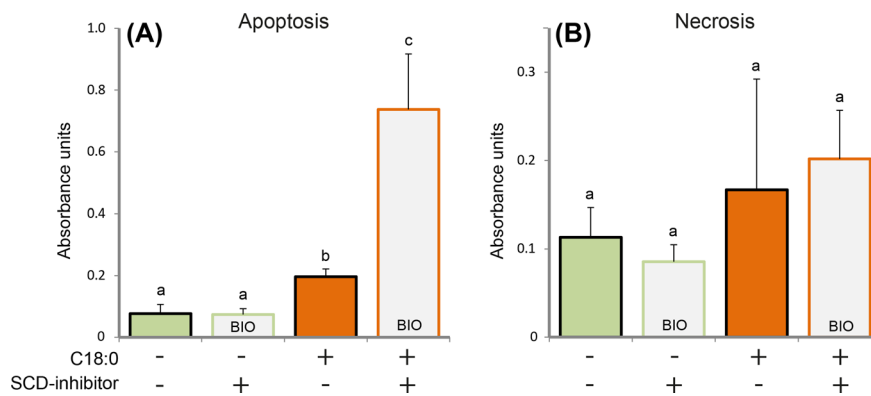 (A) Apoptosis
(B) Necrosis
Absorbance units
1.0
0.8
0.6
0.4
0.2
0
a
a
b
c
BIO
BIO
Absorbance units
0.3
0.2
0.1
0
a
a
a
a
BIO
BIO
C18:0 - - + + - - + +
SCD-inhibitor - + - + - + - +